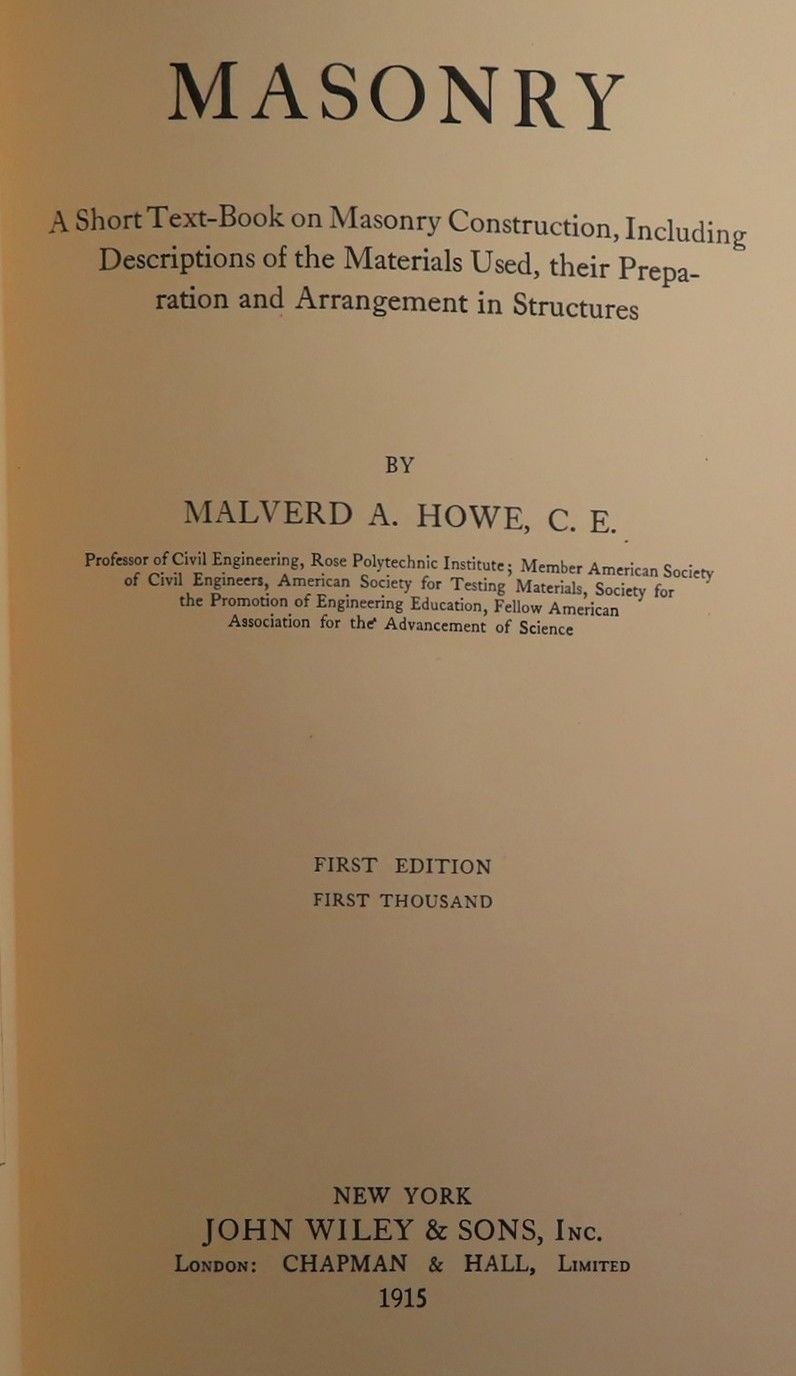 MASONRY
A Short Text-Book on Masonry Construction, Including
Descriptions of the Materials Used, their Prepa-
ration and Arrangement in Structures
BY
MALVERD A. HOWE, C. E.
Professor of Civil Engineering, Rose Polytechnic Institute; Member American Society
of Civil Engineers, American Society for Testing Materials, Society for
the Promotion of Engineering Education, Fellow American
Association for the Advancement of Science
FIRST EDITION
FIRST THOUSAND
NEW YORK
JOHN WILEY & SONS, INC.
LONDON: CHAPMAN & HALL, LIMITED
1915